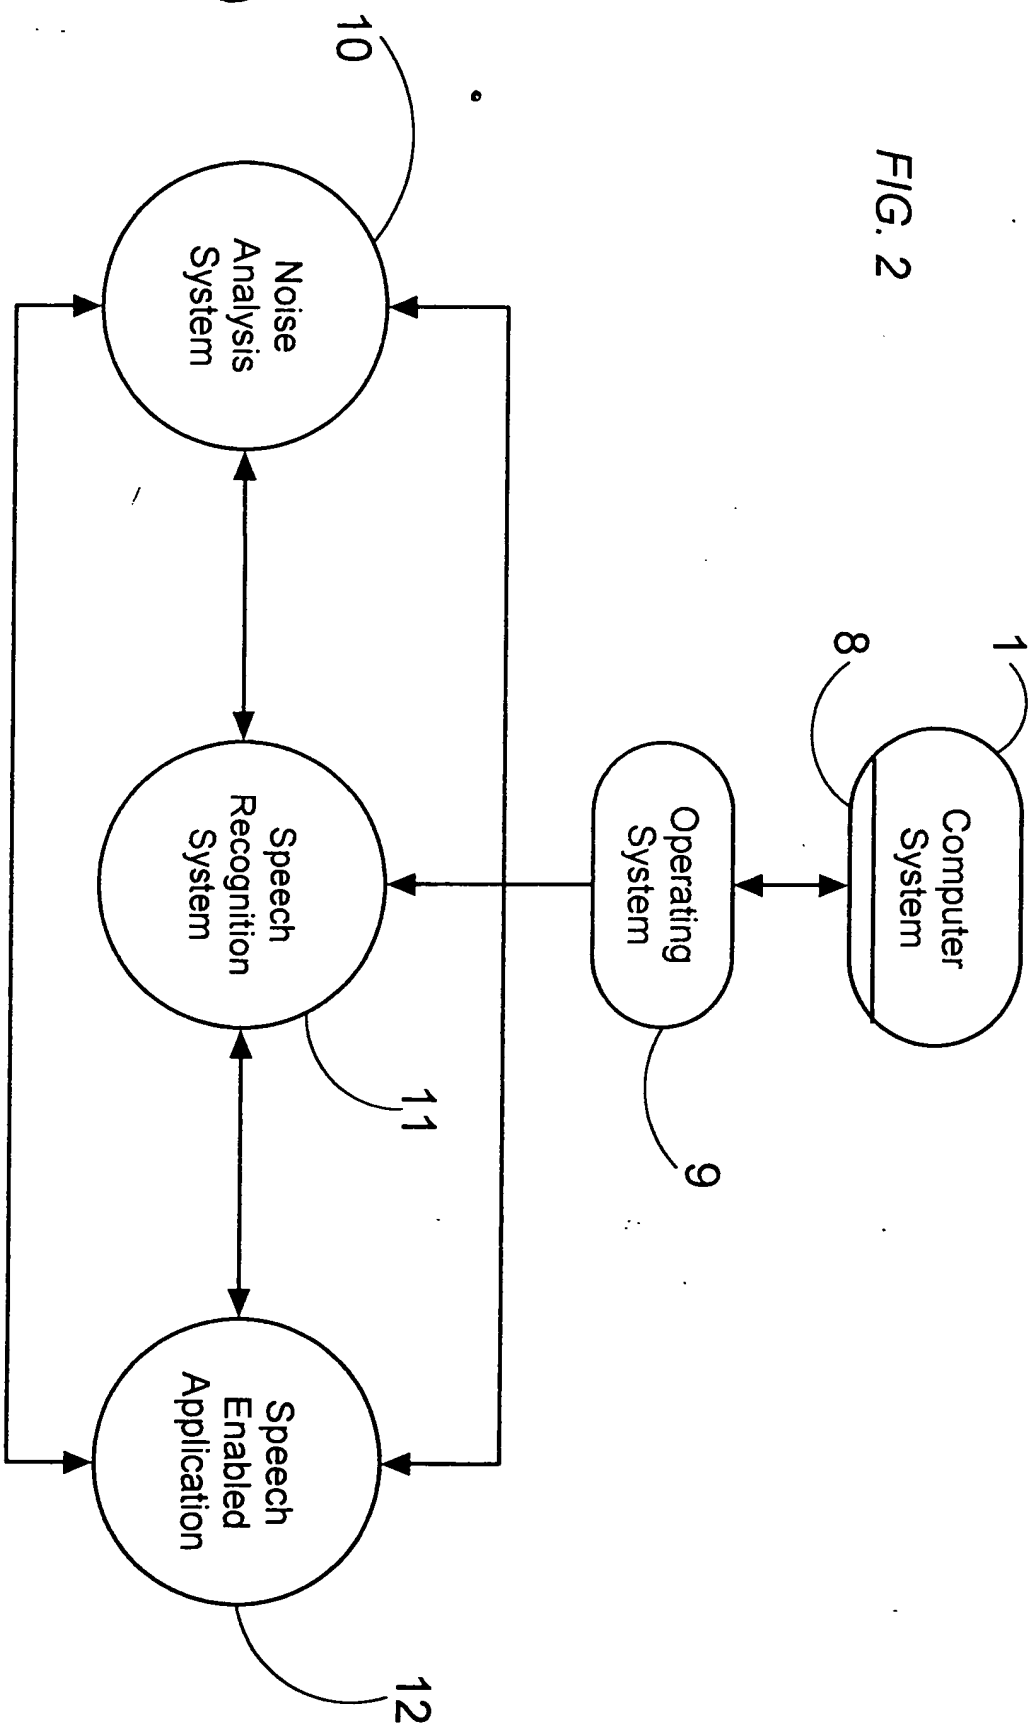 FIG. 2
1
Computer
System
8
Operating
System
9
10
Noise
Analysis
System
Speech
Recognition
System
11
Speech
Enabled
Application
12